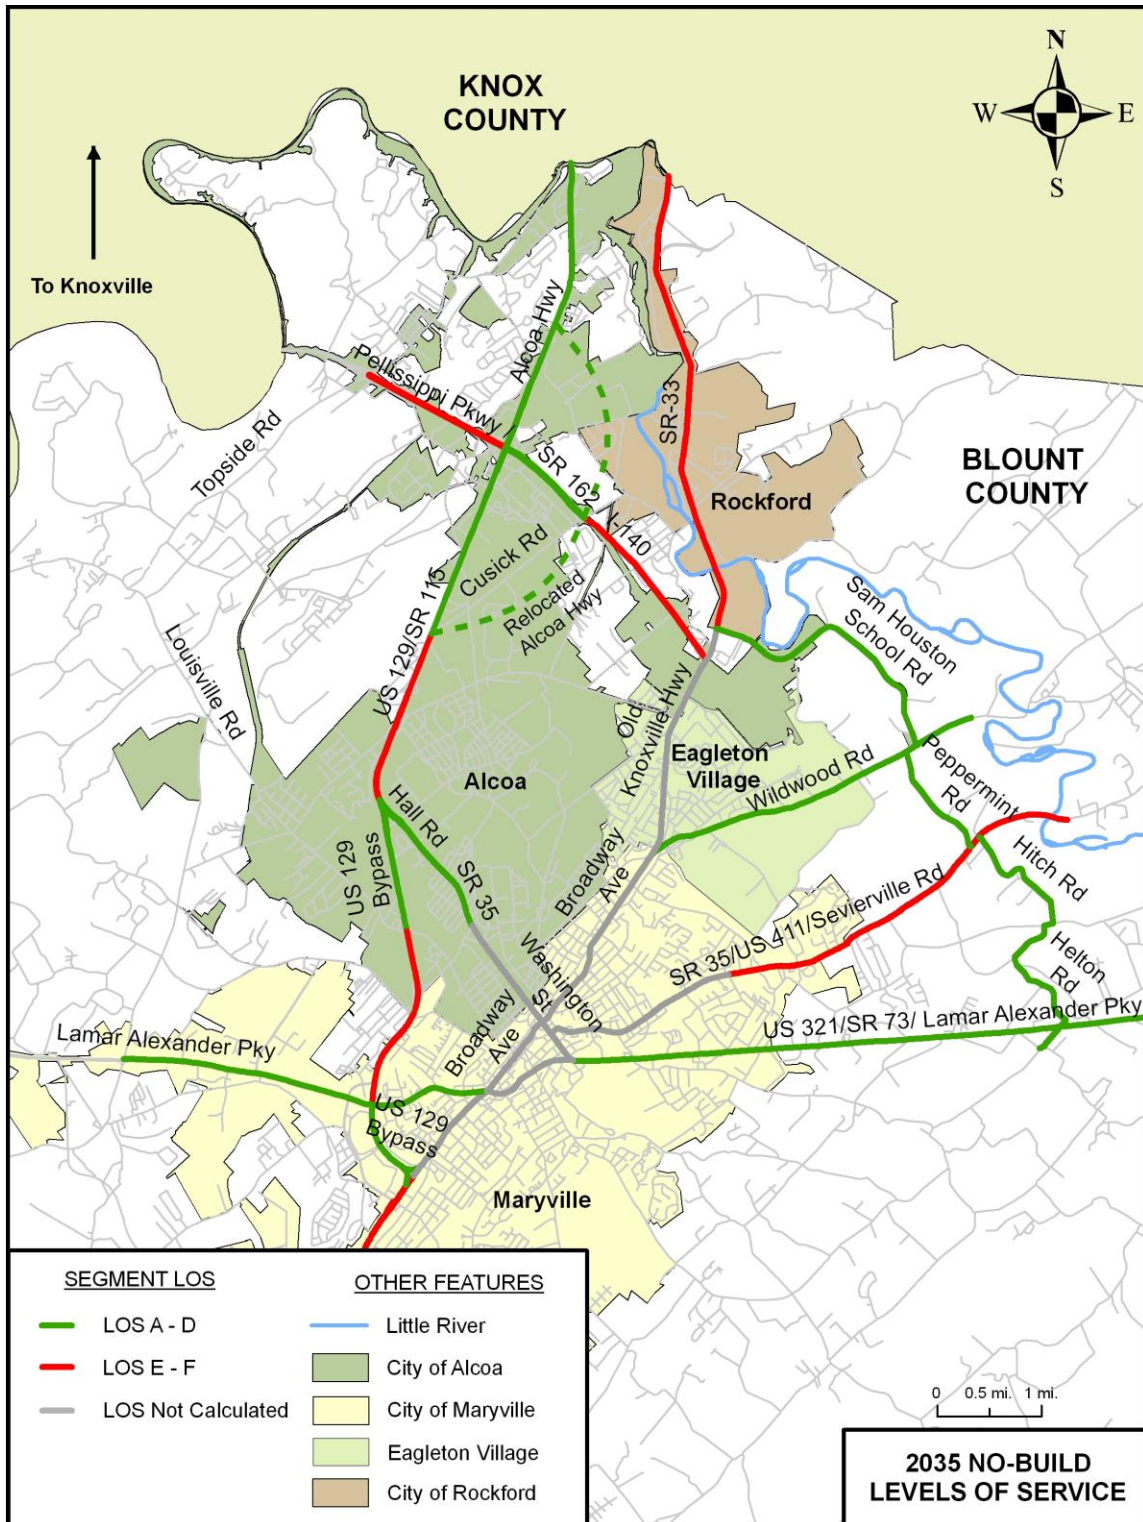 KNOX
COUNTY
N
W
E
S
To Knoxville
Alcoa Hwy
Pellissippi Pkwy /
SR 162
I-140
SR-33
Topside Rd
BLOUNT
COUNTY
Rockford
Cusick Rd
Relocated
Alcoa Hwy
US 129/SR 115
Sam Houston
School Rd
Louisville Rd
Old
Knoxville Hwy
Eagleton
Village
Wildwood Rd
Peppermint
Rd
Alcoa
Hall Rd
SR 35
US 129
Bypass
Hitch Rd
Broadway
Ave
SR 35/US 411/Sevierville Rd
Helton
Rd
Washington
St
US 321/SR 73/ Lamar Alexander Pky
Lamar Alexander Pky
Broadway
Ave
US 129
Bypass
Maryville
SEGMENT LOS
LOS A - D
LOS E - F
LOS Not Calculated
OTHER FEATURES
Little River
City of Alcoa
City of Maryville
Eagleton Village
City of Rockford
0 0.5 mi. 1 mi.
2035 NO-BUILD
LEVELS OF SERVICE